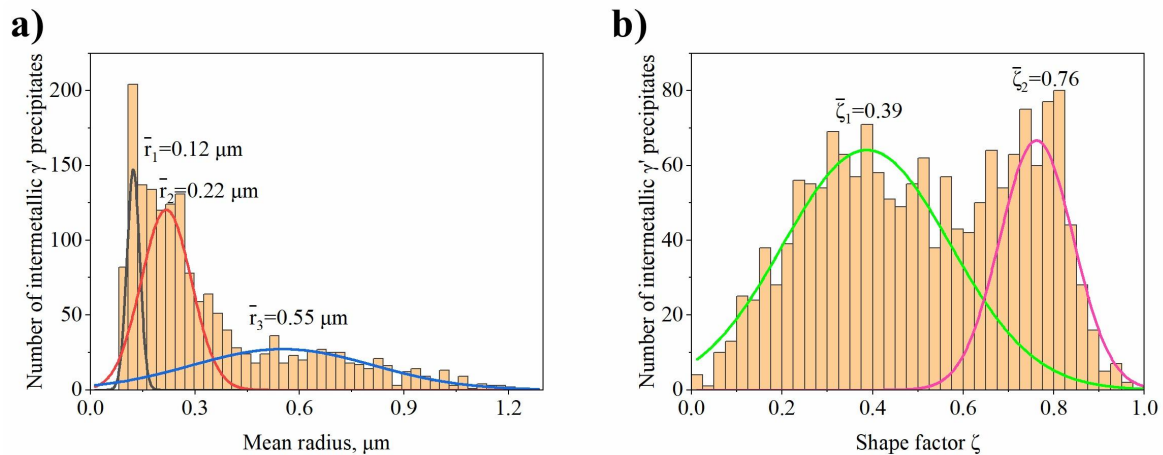 a)
Number of intermetallic γ' precipitates
200
150
100
50
0
r̄₁=0.12 μm
r̄₂=0.22 μm
r̄₃=0.55 μm
0.0 0.3 0.6 0.9 1.2
Mean radius, μm
b)
Number of intermetallic γ' precipitates
80
60
40
20
0
ζ̄₁=0.39
ζ̄₂=0.76
0.0 0.2 0.4 0.6 0.8 1.0
Shape factor ζ